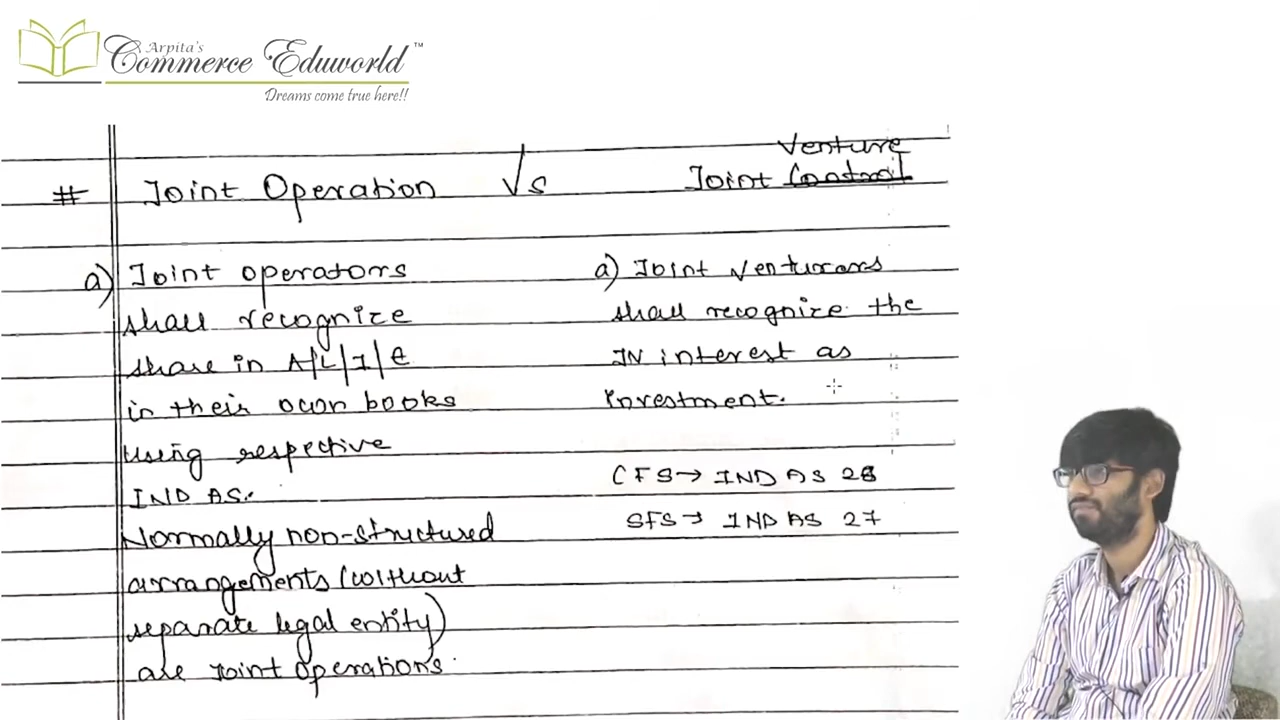 Arpita's
Commerce Eduworld™
Dreams come true here!!
# Joint Operation Vs Joint Control Venture
a) Joint operators
shall recognize
share in A/L/I/E
in their own books
using respective
IND AS.
Normally non-structured
arrangements (without
separate legal entity)
are Joint operations.
a) Joint venturers
shall recognize the
IN interest as
investment.
CFS → IND AS 28
SFS → IND AS 27